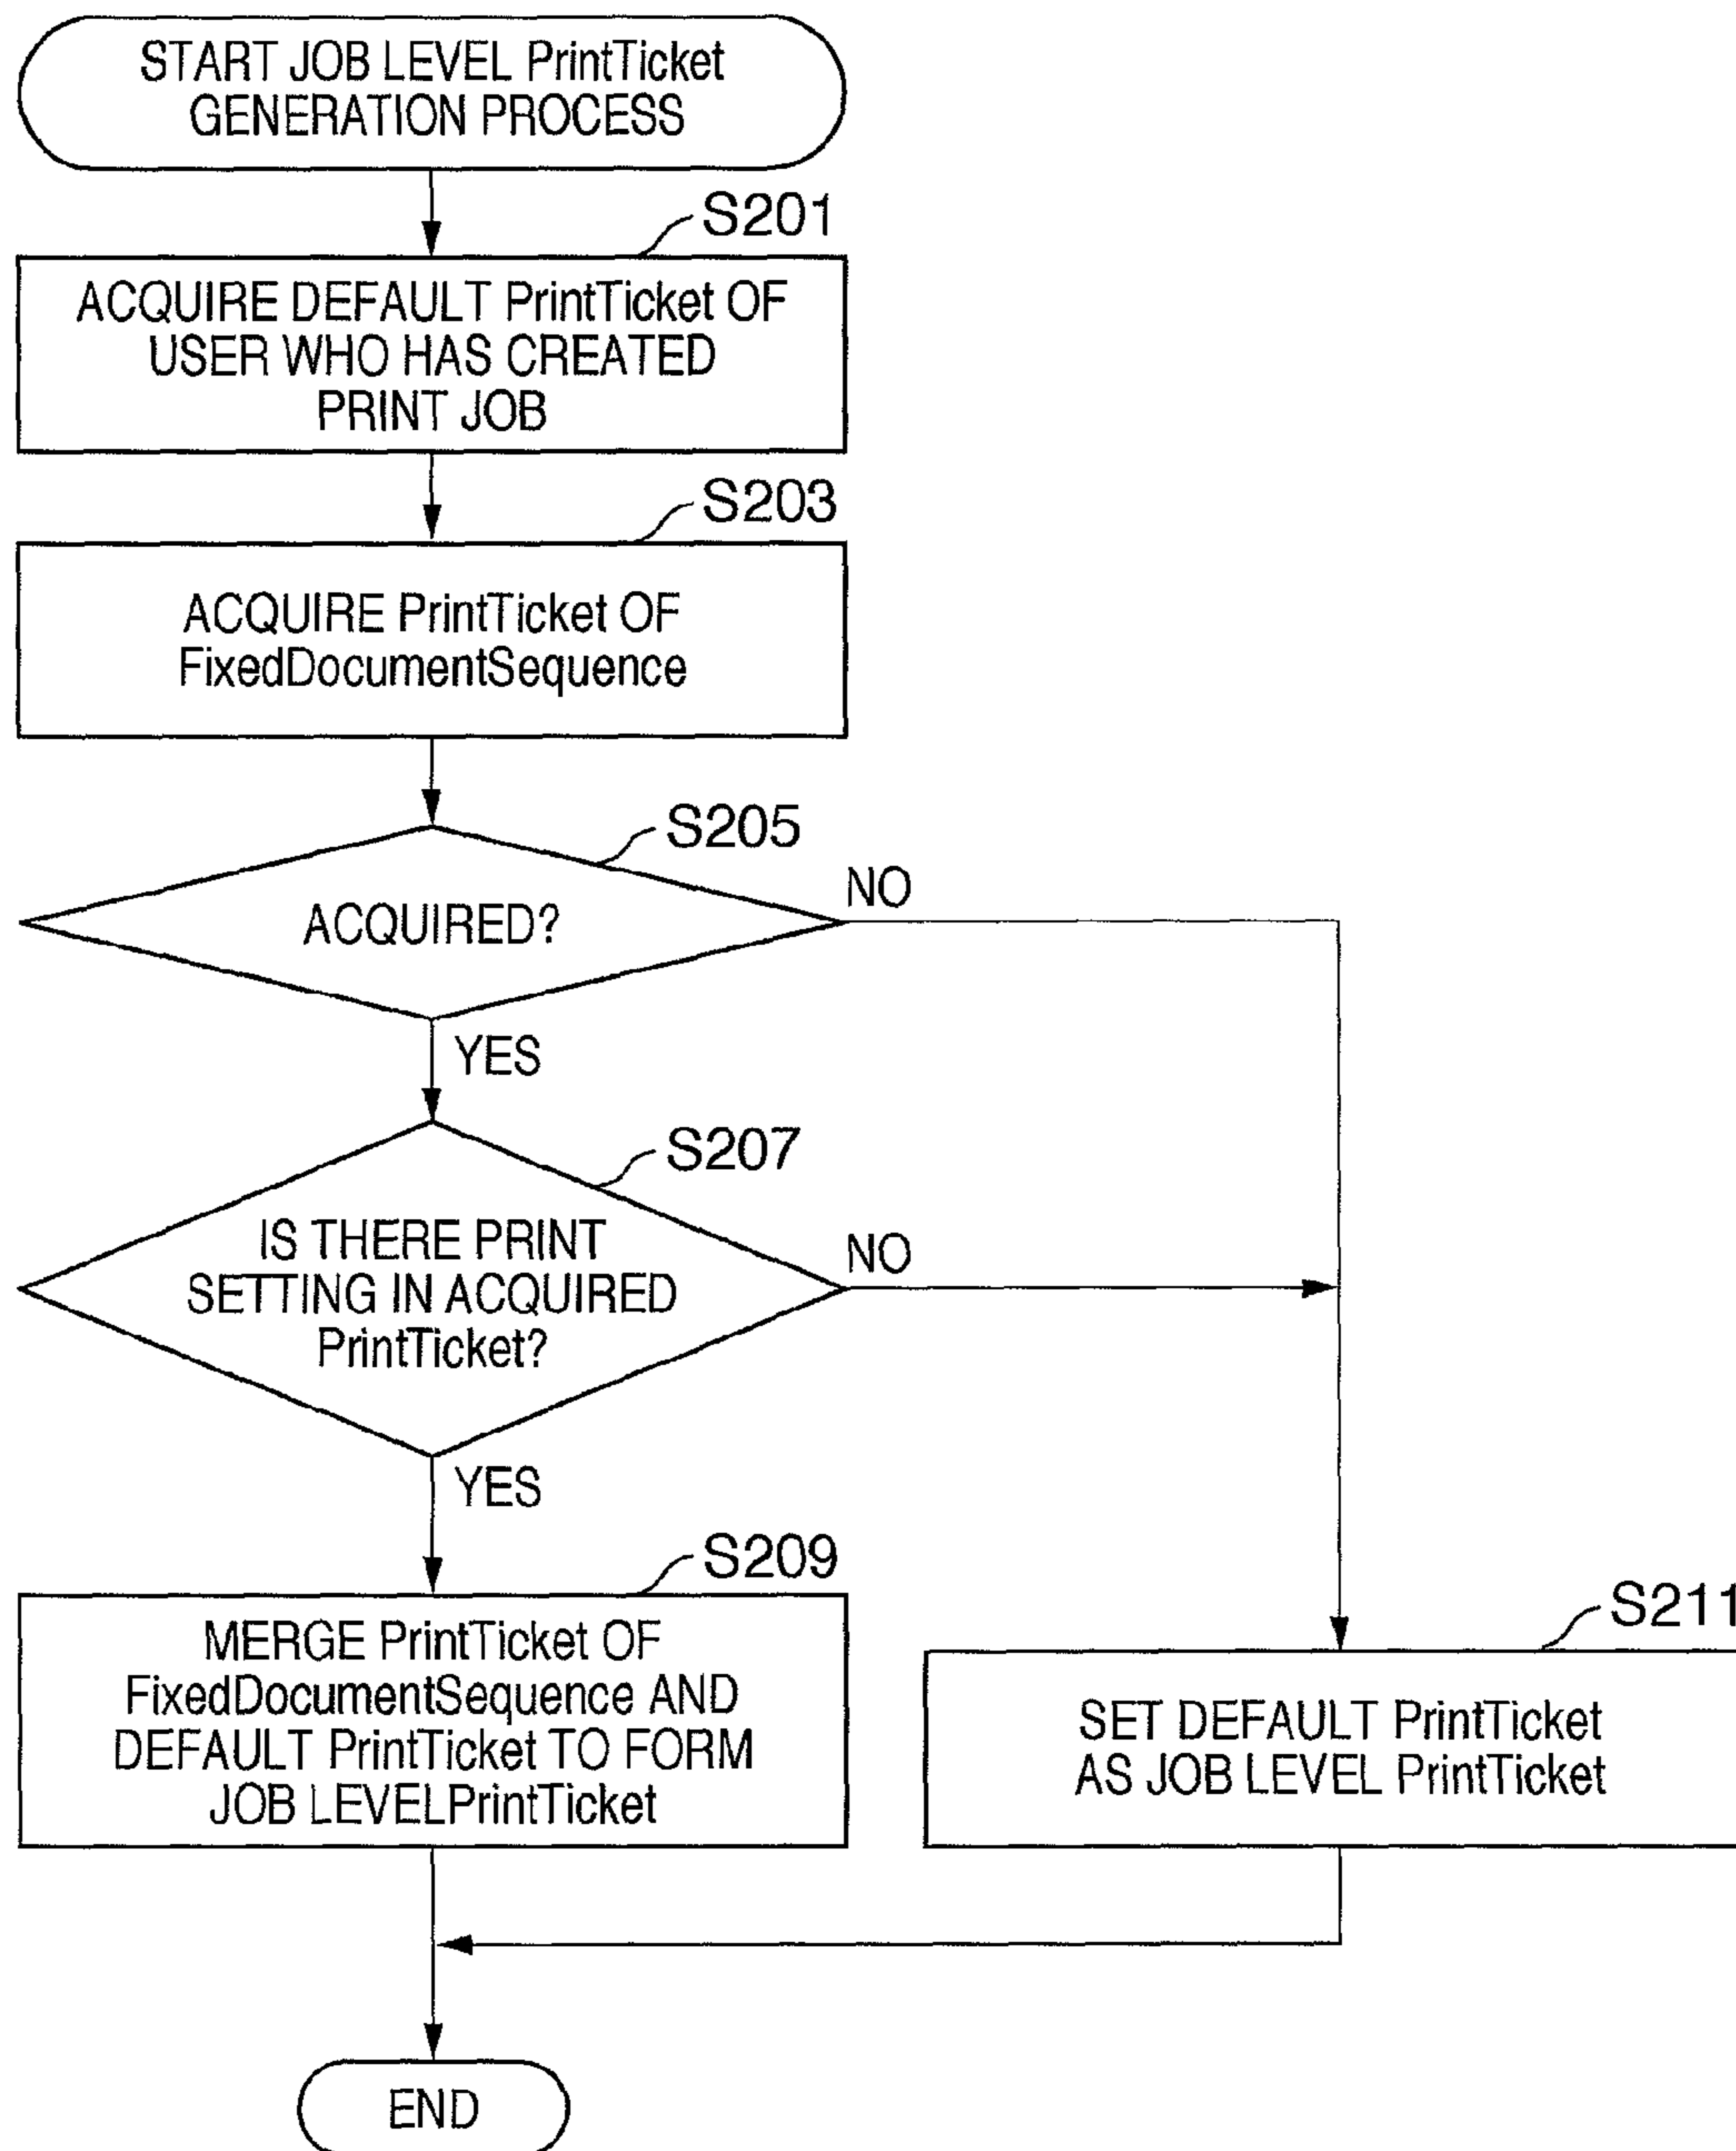 START JOB LEVEL PrintTicket
GENERATION PROCESS
S201
ACQUIRE DEFAULT PrintTicket OF
USER WHO HAS CREATED
PRINT JOB
S203
ACQUIRE PrintTicket OF
FixedDocumentSequence
S205
ACQUIRED?
NO
YES
S207
IS THERE PRINT
SETTING IN ACQUIRED
PrintTicket?
NO
YES
S209
MERGE PrintTicket OF
FixedDocumentSequence AND
DEFAULT PrintTicket TO FORM
JOB LEVELPrintTicket
S211
SET DEFAULT PrintTicket
AS JOB LEVEL PrintTicket
END